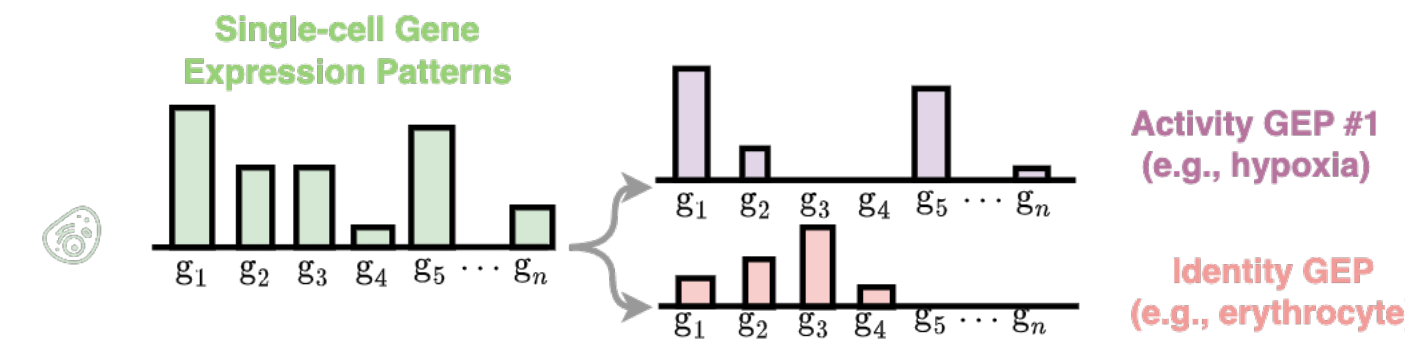 Single-cell Gene
Expression Patterns
g₁ g₂ g₃ g₄ g₅ ⋯ gₙ
g₁ g₂ g₃ g₄ g₅ ⋯ gₙ
Activity GEP #1
(e.g., hypoxia)
g₁ g₂ g₃ g₄ g₅ ⋯ gₙ
Identity GEP
(e.g., erythrocyte